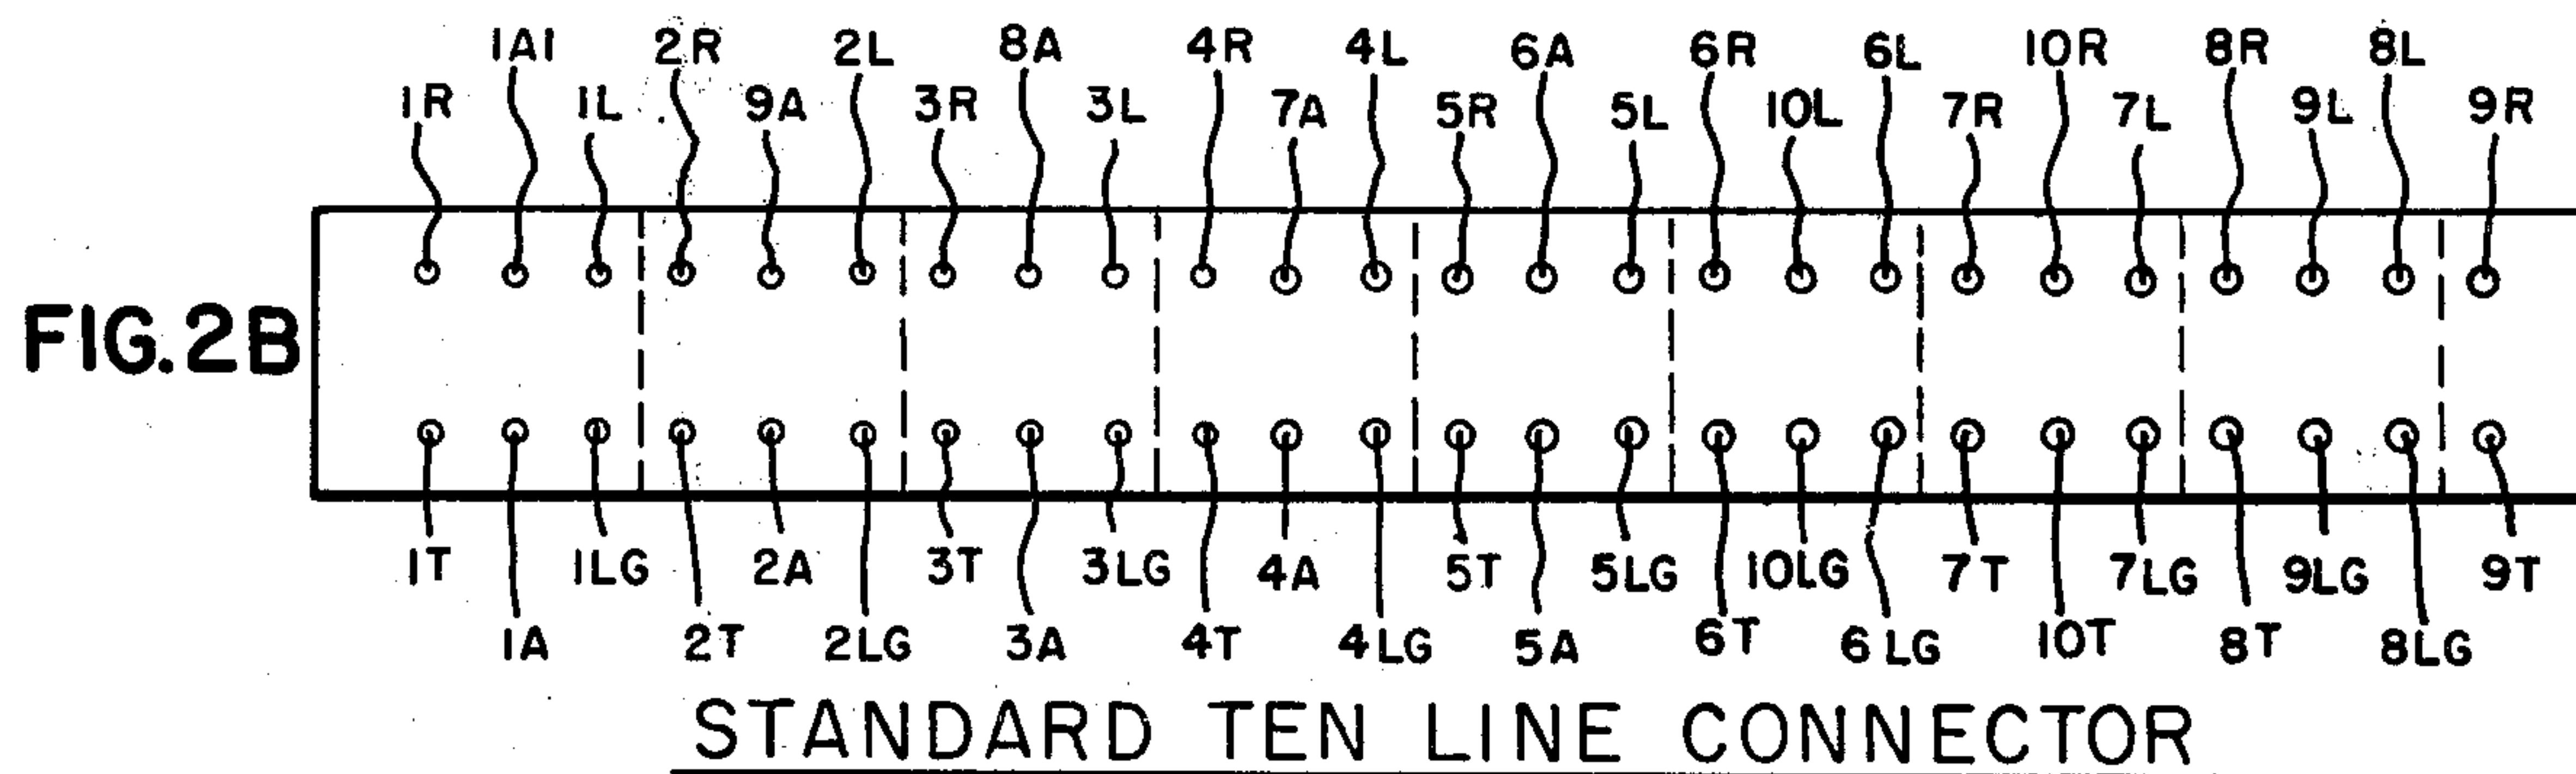 1A1 2R 2L 8A 4R 4L 6A 6R 6L 10R 8R 8L
1R 1L 9A 3R 3L 7A 5R 5L 10L 7R 7L 9L 9R
FIG.2B
1T 1LG 2A 3T 3LG 4A 5T 5LG 10LG 7T 7LG 9LG 9T
1A 2T 2LG 3A 4T 4LG 5A 6T 6LG 10T 8T 8LG
STANDARD TEN LINE CONNECTOR